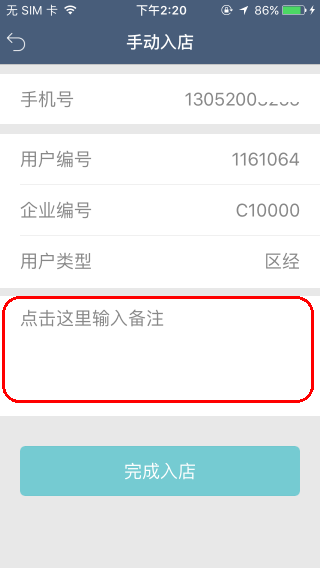 无 SIM 卡 下午2:20 86%
手动入店
手机号 1305200
用户编号 1161064
企业编号 C10000
用户类型 区经
点击这里输入备注
完成入店